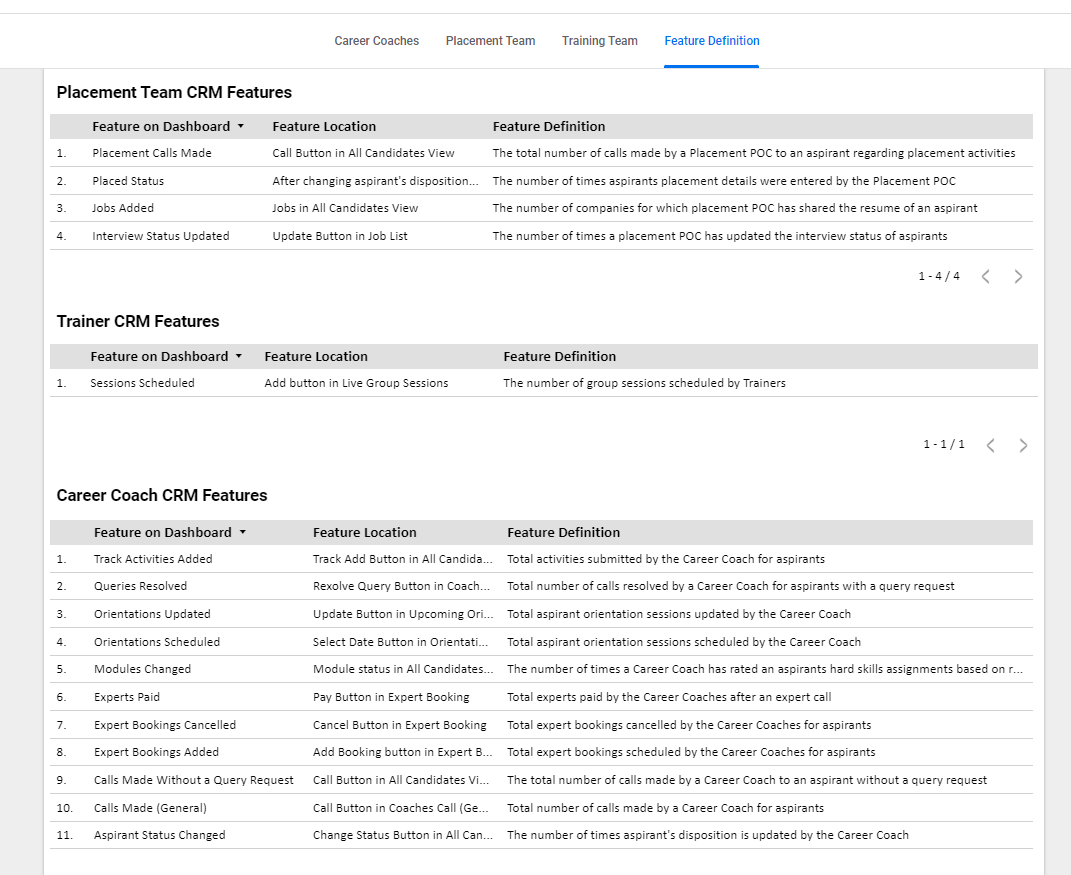 Career Coaches Placement Team Training Team Feature Definition
Placement Team CRM Features
Feature on Dashboard Feature Location Feature Definition
1. Placement Calls Made Call Button in All Candidates View The total number of calls made by a Placement POC to an aspirant regarding placement activities
2. Placed Status After changing aspirant's disposition... The number of times aspirants placement details were entered by the Placement POC
3. Jobs Added Jobs in All Candidates View The number of companies for which placement POC has shared the resume of an aspirant
4. Interview Status Updated Update Button in Job List The number of times a placement POC has updated the interview status of aspirants
1 - 4 / 4
Trainer CRM Features
Feature on Dashboard Feature Location Feature Definition
1. Sessions Scheduled Add button in Live Group Sessions The number of group sessions scheduled by Trainers
1 - 1 / 1
Career Coach CRM Features
Feature on Dashboard Feature Location Feature Definition
1. Track Activities Added Track Add Button in All Candida... Total activities submitted by the Career Coach for aspirants
2. Queries Resolved Rexolve Query Button in Coach... Total number of calls resolved by a Career Coach for aspirants with a query request
3. Orientations Updated Update Button in Upcoming Ori... Total aspirant orientation sessions updated by the Career Coach
4. Orientations Scheduled Select Date Button in Orientati... Total aspirant orientation sessions scheduled by the Career Coach
5. Modules Changed Module status in All Candidates... The number of times a Career Coach has rated an aspirants hard skills assignments based on r...
6. Experts Paid Pay Button in Expert Booking Total experts paid by the Career Coaches after an expert call
7. Expert Bookings Cancelled Cancel Button in Expert Booking Total expert bookings cancelled by the Career Coaches for aspirants
8. Expert Bookings Added Add Booking button in Expert B... Total expert bookings scheduled by the Career Coaches for aspirants
9. Calls Made Without a Query Request Call Button in All Candidates Vi... The total number of calls made by a Career Coach to an aspirant without a query request
10. Calls Made (General) Call Button in Coaches Call (Ge... Total number of calls made by a Career Coach for aspirants
11. Aspirant Status Changed Change Status Button in All Can... The number of times aspirant's disposition is updated by the Career Coach